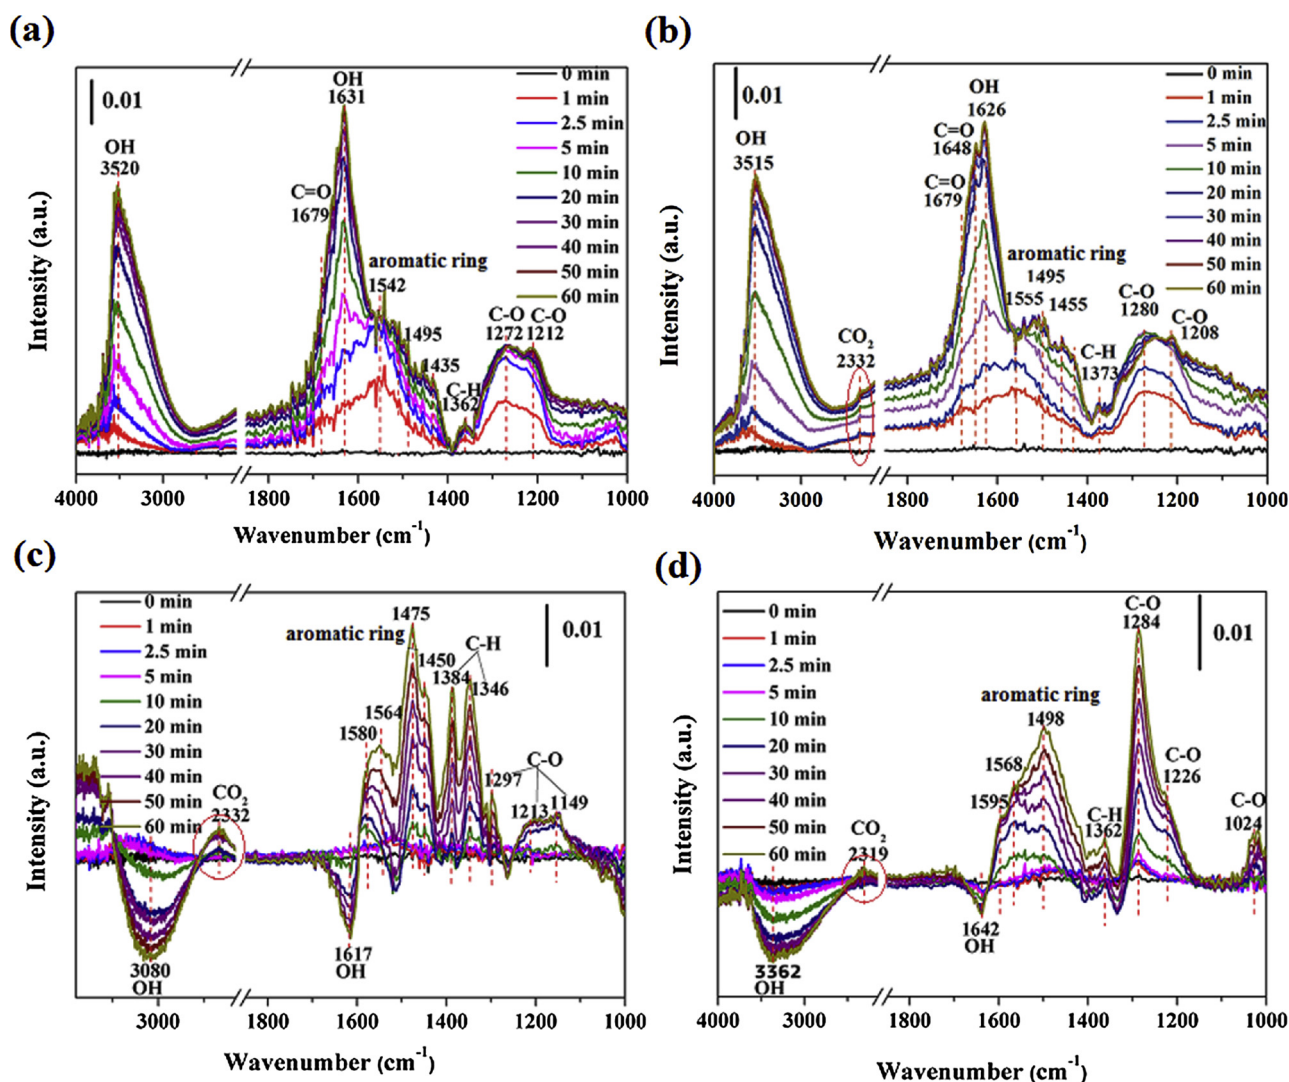 (a)
0.01
OH
3520
OH
1631
C=O
1679
aromatic ring
1542
1495
1435
C-H
1362
C-O
1272
C-O
1212
0 min
1 min
2.5 min
5 min
10 min
20 min
30 min
40 min
50 min
60 min
Intensity (a.u.)
4000
3000
1800
1600
1400
1200
1000
Wavenumber (cm-1)
(b)
0.01
OH
3515
CO2
2332
OH
1626
C=O
1648
C=O
1679
aromatic ring
1495
1555
1455
C-H
1373
C-O
1280
C-O
1208
0 min
1 min
2.5 min
5 min
10 min
20 min
30 min
40 min
50 min
60 min
Intensity (a.u.)
4000
3000
1800
1600
1400
1200
1000
Wavenumber (cm-1)
(c)
0 min
1 min
2.5 min
5 min
10 min
20 min
30 min
40 min
50 min
60 min
0.01
CO2
2332
3080
OH
1475
aromatic ring
1450
C-H
1384
1346
1564
1580
1297
C-O
1213
1149
1617
OH
Intensity (a.u.)
3000
1800
1600
1400
1200
1000
Wavenumber (cm-1)
(d)
0 min
1 min
2.5 min
5 min
10 min
20 min
30 min
40 min
50 min
60 min
0.01
C-O
1284
aromatic ring
1498
1568
1595
C-H
1362
C-O
1226
C-O
1024
CO2
2319
1642
OH
3362
OH
Intensity (a.u.)
4000
3000
1800
1600
1400
1200
1000
Wavenumber (cm-1)